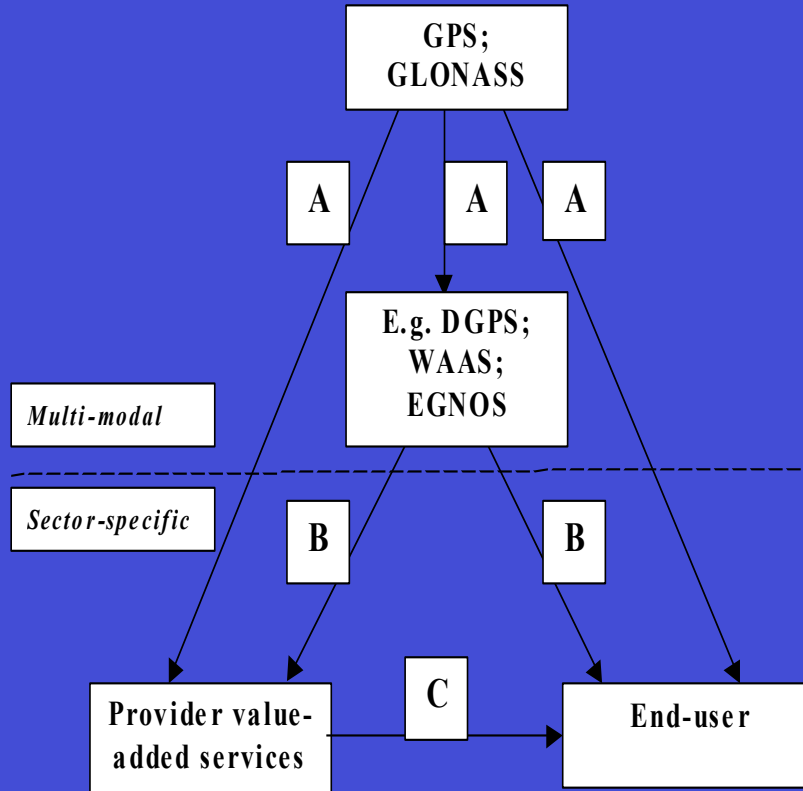 GPS;
GLONASS
A
A
A
E.g. DGPS;
WAAS;
EGNOS
Multi-modal
Sector-specific
B
B
C
Provider value-
added services
End-user